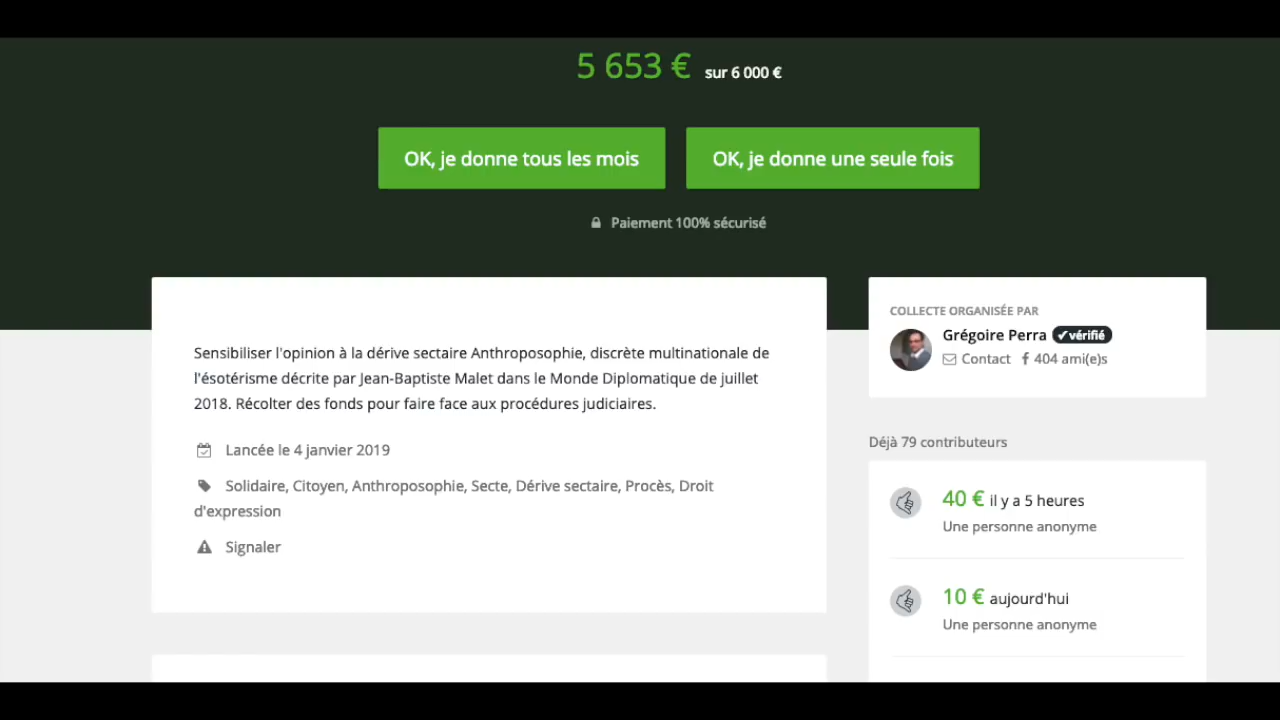 5 653 € sur 6 000 €
OK, je donne tous les mois
OK, je donne une seule fois
Paiement 100% sécurisé
Sensibiliser l'opinion à la dérive sectaire Anthroposophie, discrète multinationale de
l'ésotérisme décrite par Jean-Baptiste Malet dans le Monde Diplomatique de juillet
2018. Récolter des fonds pour faire face aux procédures judiciaires.
Lancée le 4 janvier 2019
Solidaire, Citoyen, Anthroposophie, Secte, Dérive sectaire, Procès, Droit
d'expression
Signaler
COLLECTE ORGANISÉE PAR
Grégoire Perra vérifié
Contact 404 ami(e)s
Déjà 79 contributeurs
40 € il y a 5 heures
Une personne anonyme
10 € aujourd'hui
Une personne anonyme